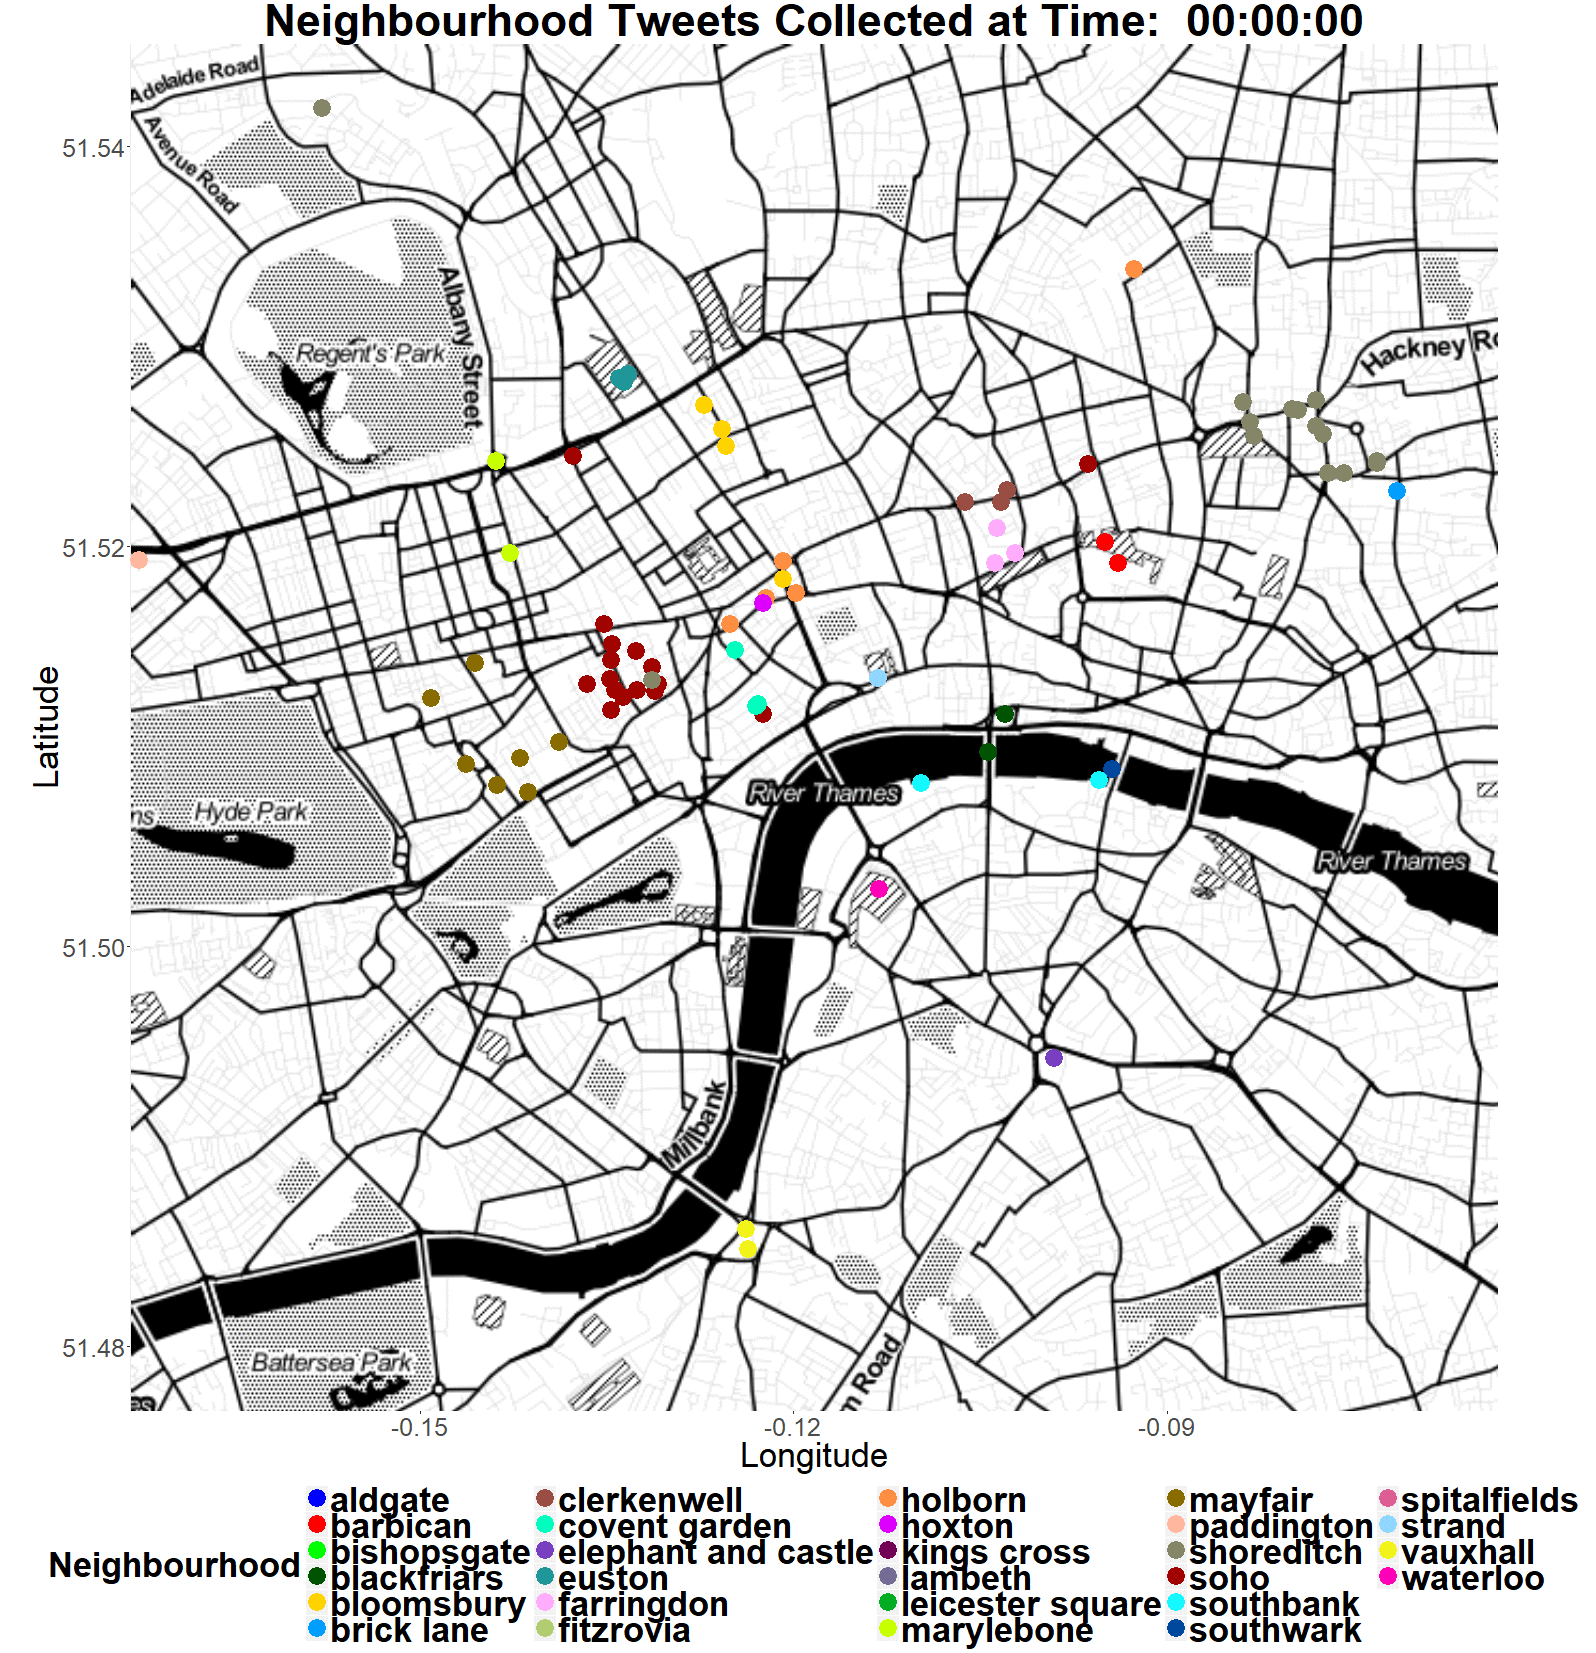 Neighbourhood Tweets Collected at Time: 00:00:00
Adelaide Road
Avenue Road
Albany Street
Regent's Park
Hackney Ro
Hyde Park
ns
River Thames
River Thames
Millbank
Battersea Park
m Road
51.54
51.52
51.50
51.48
Latitude
-0.15
-0.12
-0.09
Longitude
Neighbourhood
aldgate
barbican
bishopsgate
blackfriars
bloomsbury
brick lane
clerkenwell
covent garden
elephant and castle
euston
farringdon
fitzrovia
holborn
hoxton
kings cross
lambeth
leicester square
marylebone
mayfair
paddington
shoreditch
soho
southbank
southwark
spitalfields
strand
vauxhall
waterloo